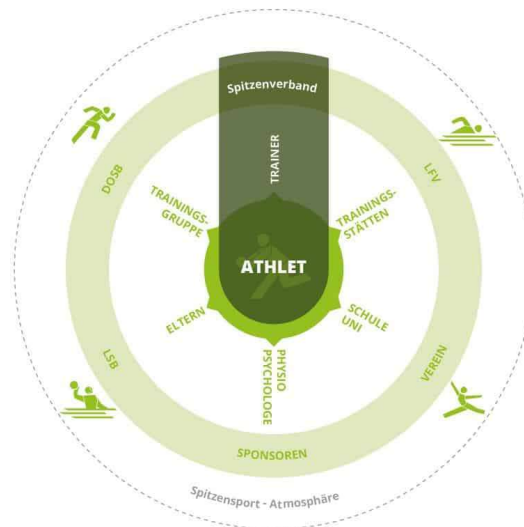 Spitzenverband
TRAINER
DOSB
LFV
TRAININGS-
GRUPPE
TRAININGS-
STÄTTEN
ATHLET
ELTERN
SCHULE
UNI
PHYSIO
PSYCHOLOGE
LSB
VEREIN
SPONSOREN
Spitzensport - Atmosphäre